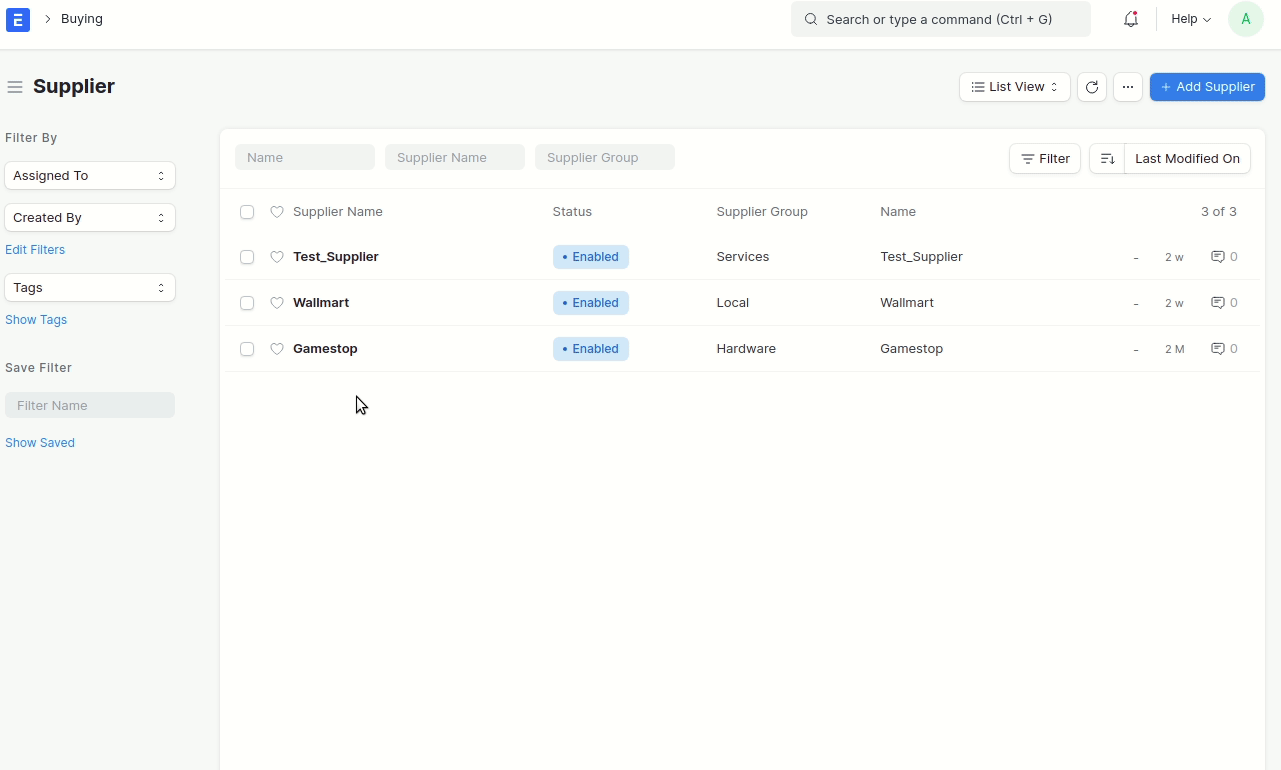 E > Buying
Search or type a command (Ctrl + G)
Help
A
Supplier
List View
...
+ Add Supplier
Filter By
Assigned To
Created By
Edit Filters
Tags
Show Tags
Save Filter
Filter Name
Show Saved
Name Supplier Name Supplier Group
Filter
Last Modified On
Supplier Name Status Supplier Group Name 3 of 3
Test_Supplier • Enabled Services Test_Supplier - 2 w 0
Wallmart • Enabled Local Wallmart - 2 w 0
Gamestop • Enabled Hardware Gamestop - 2 M 0